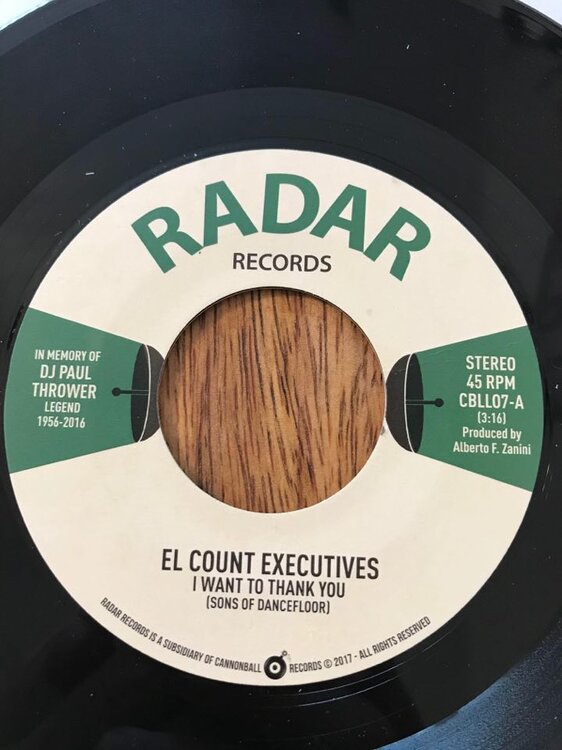 RADAR
RECORDS
IN MEMORY OF
DJ PAUL
THROWER
LEGEND
1956-2016
STEREO
45 RPM
CBLL07-A
(3:16)
Produced by
Alberto F. Zanini
EL COUNT EXECUTIVES
I WANT TO THANK YOU
(SONS OF DANCEFLOOR)
RADAR RECORDS IS A SUBSIDIARY OF CANNONBALL RECORDS © 2017 - ALL RIGHTS RESERVED